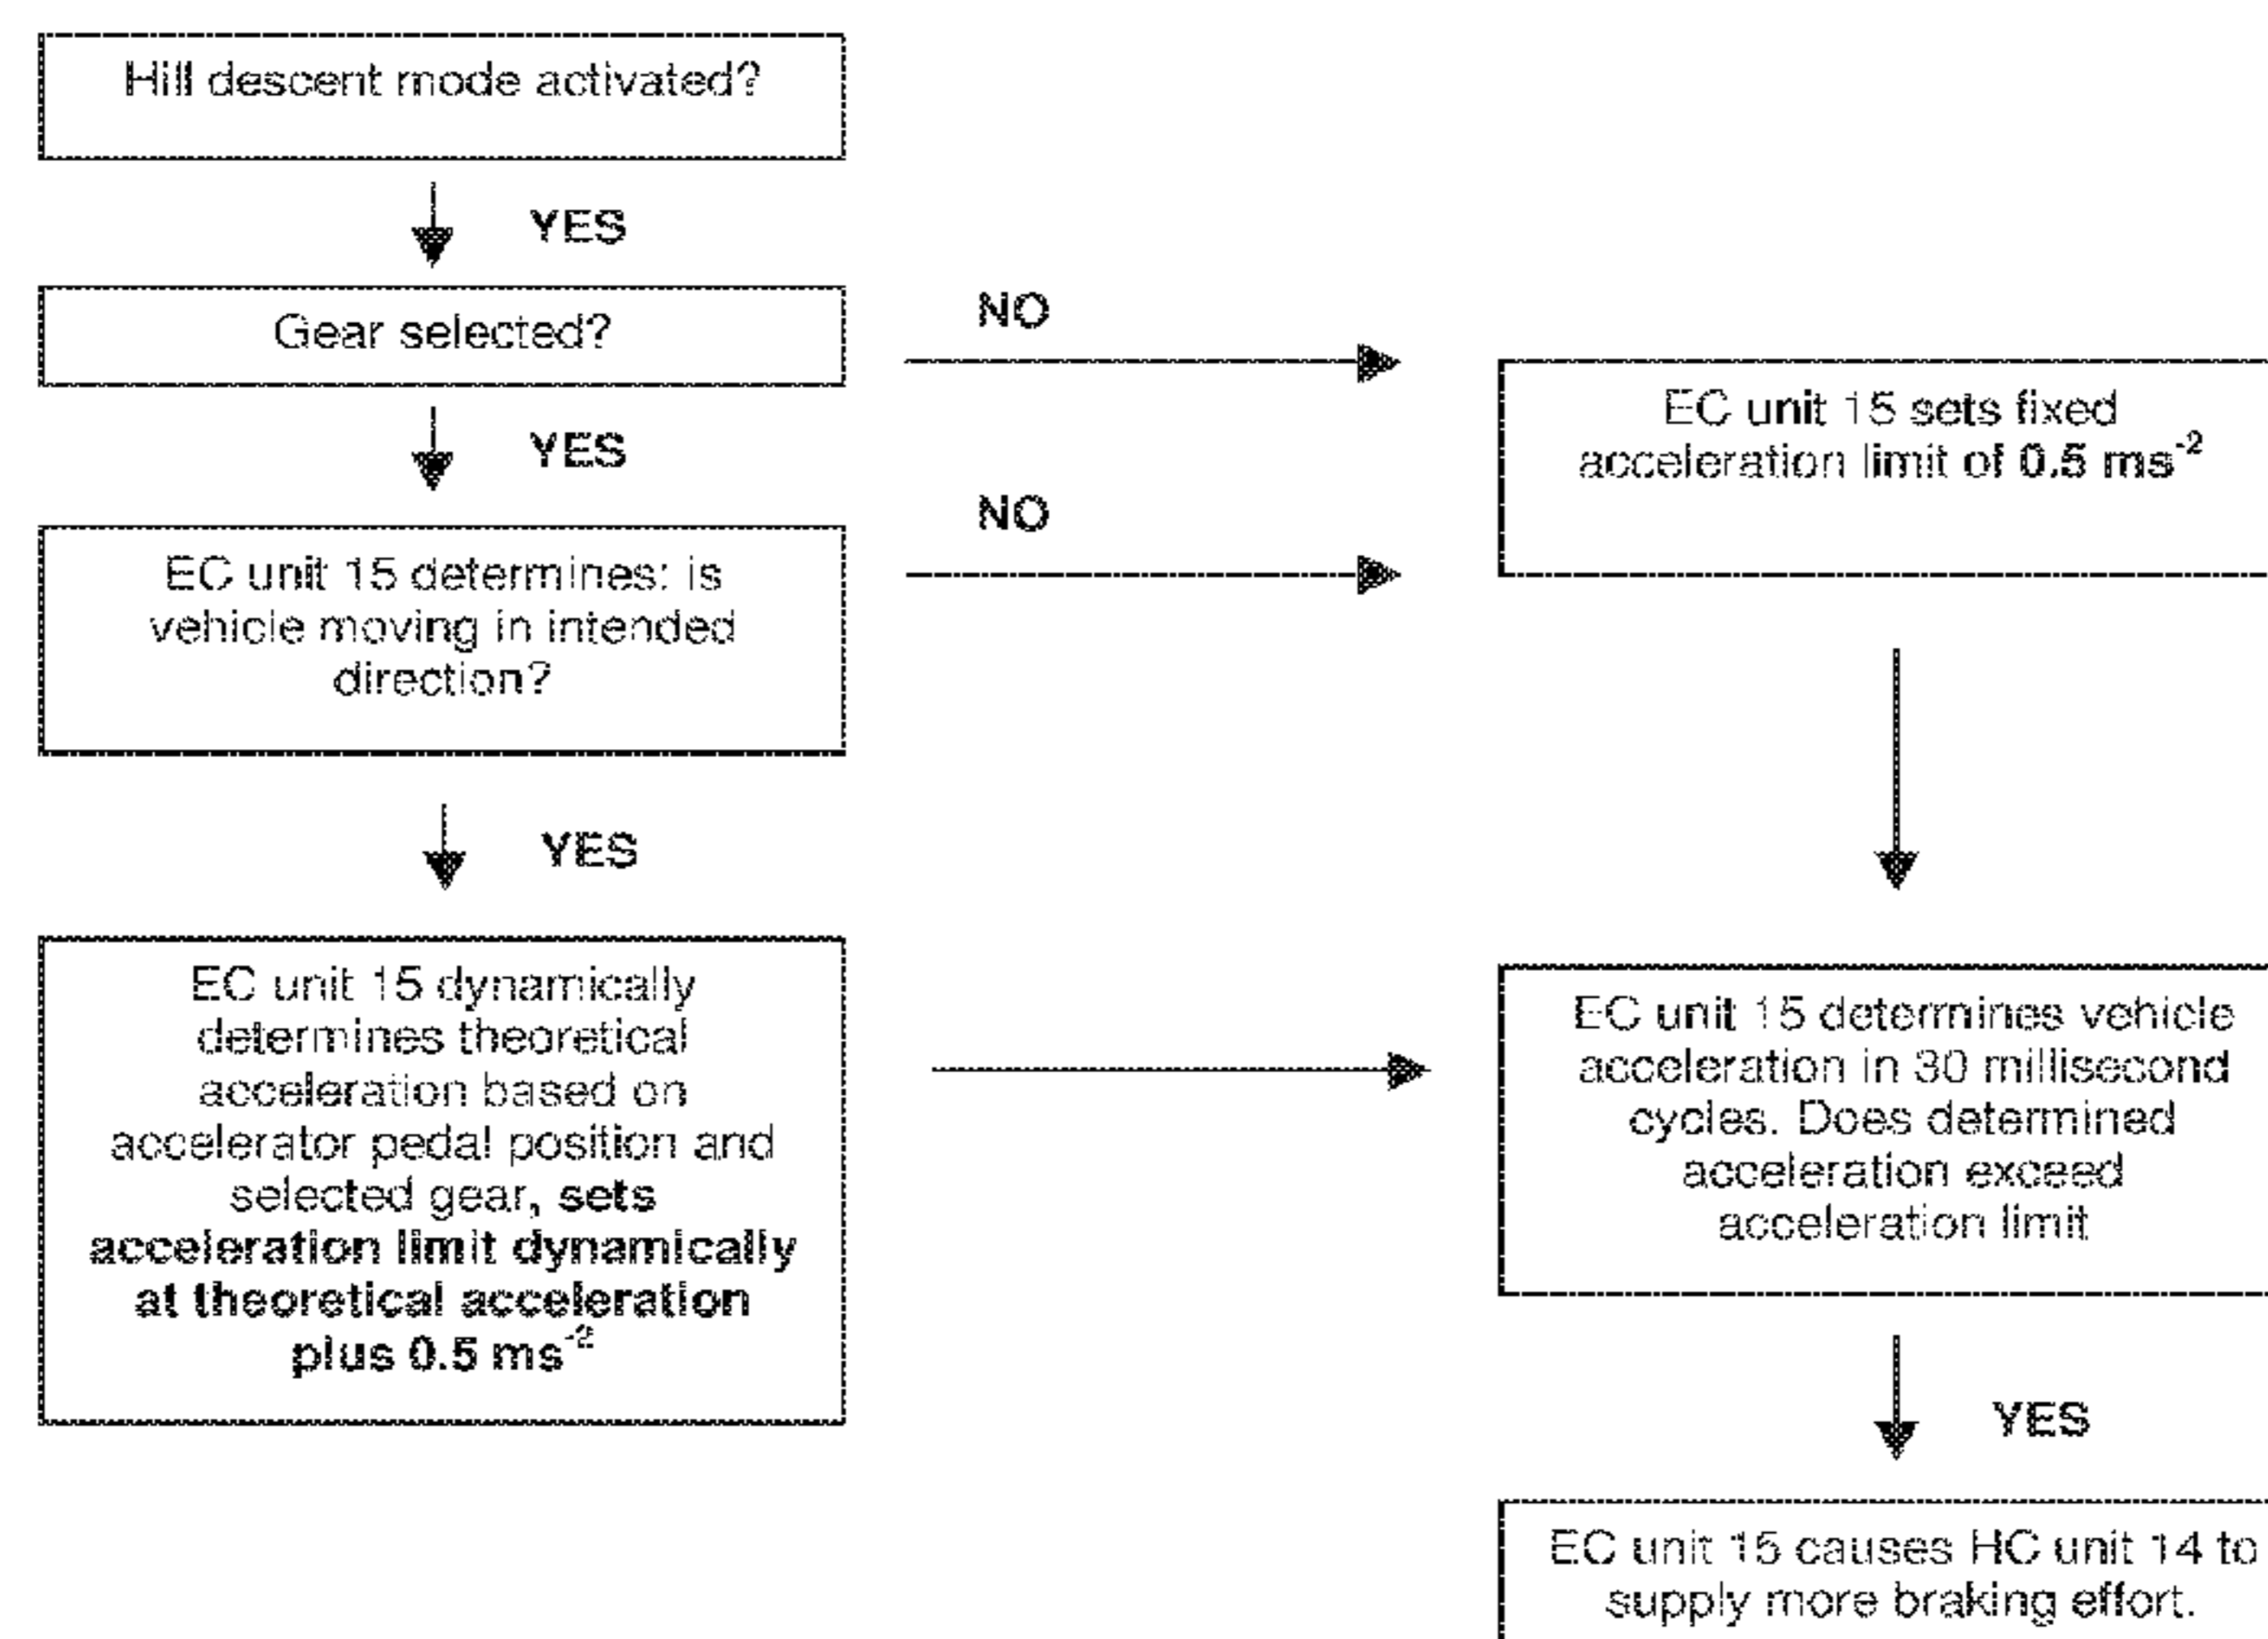 Hill descent mode activated?
YES
Gear selected?
NO
YES
EC unit 15 sets fixed
acceleration limit of 0.5 ms⁻²
NO
EC unit 15 determines: is
vehicle moving in intended
direction?
YES
EC unit 15 dynamically
determines theoretical
acceleration based on
accelerator pedal position and
selected gear, sets
acceleration limit dynamically
at theoretical acceleration
plus 0.5 ms⁻²
EC unit 15 determines vehicle
acceleration in 30 millisecond
cycles. Does determined
acceleration exceed
acceleration limit
YES
EC unit 15 causes HC unit 14 to
supply more braking effort.